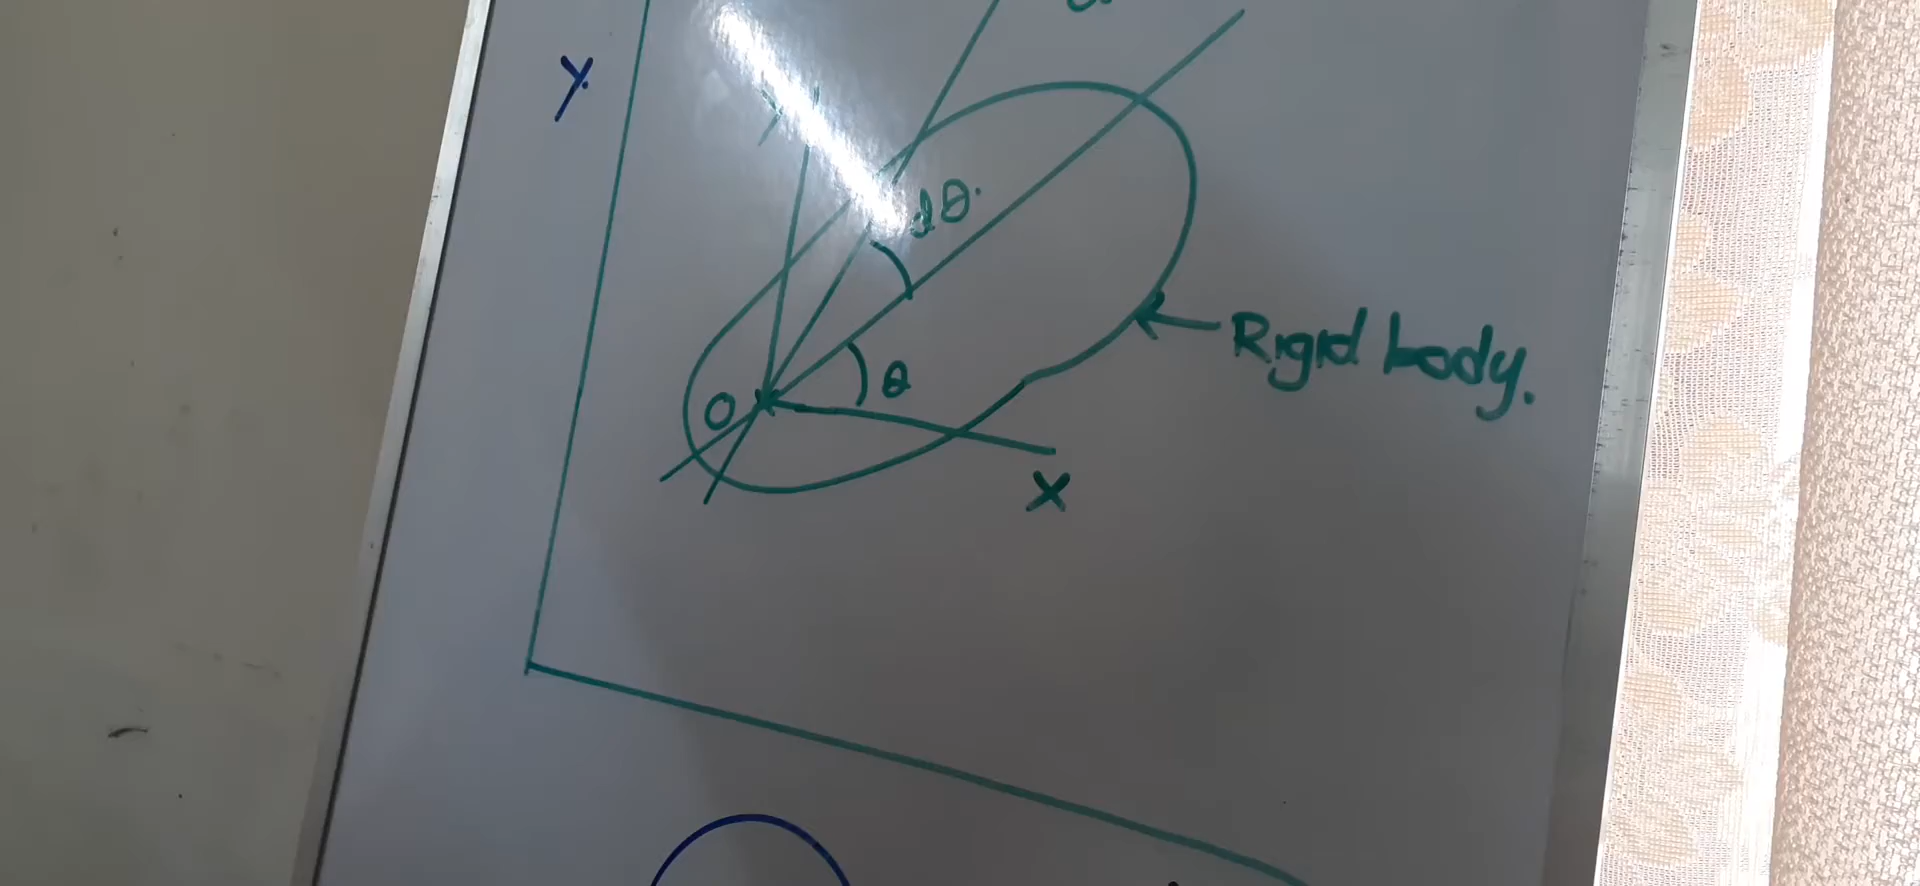 y.
dθ.
Rigid body.
θ
O
x